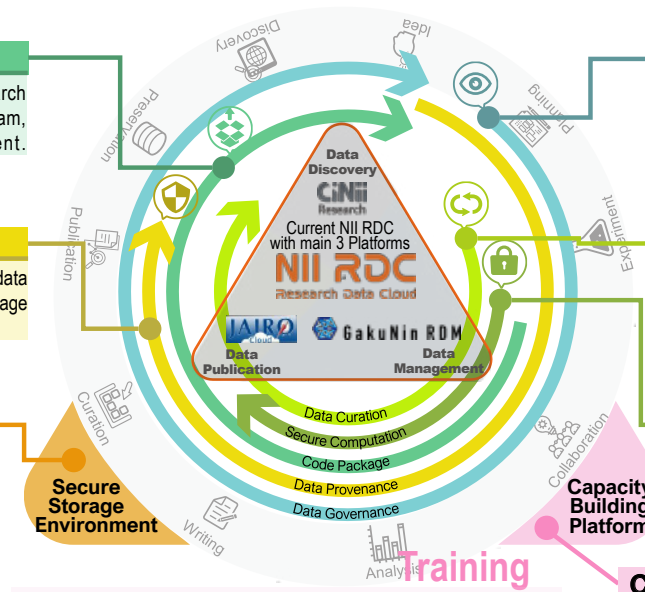 Discovery
Idea
Preservation
Planning
Publication
Experiment
Curation
Collaboration
Writing
Analysis
rch
am,
ent.
data
age
Data
Discovery
CiNii
Research
Current NII RDC
with main 3 Platforms
NII RDC
Research Data Cloud
JAIRO
Cloud
GakuNin RDM
Data
Publication
Data
Management
Data Curation
Secure Computation
Code Package
Data Provenance
Data Governance
Secure
Storage
Environment
Capacity
Building
Platform
Training
C